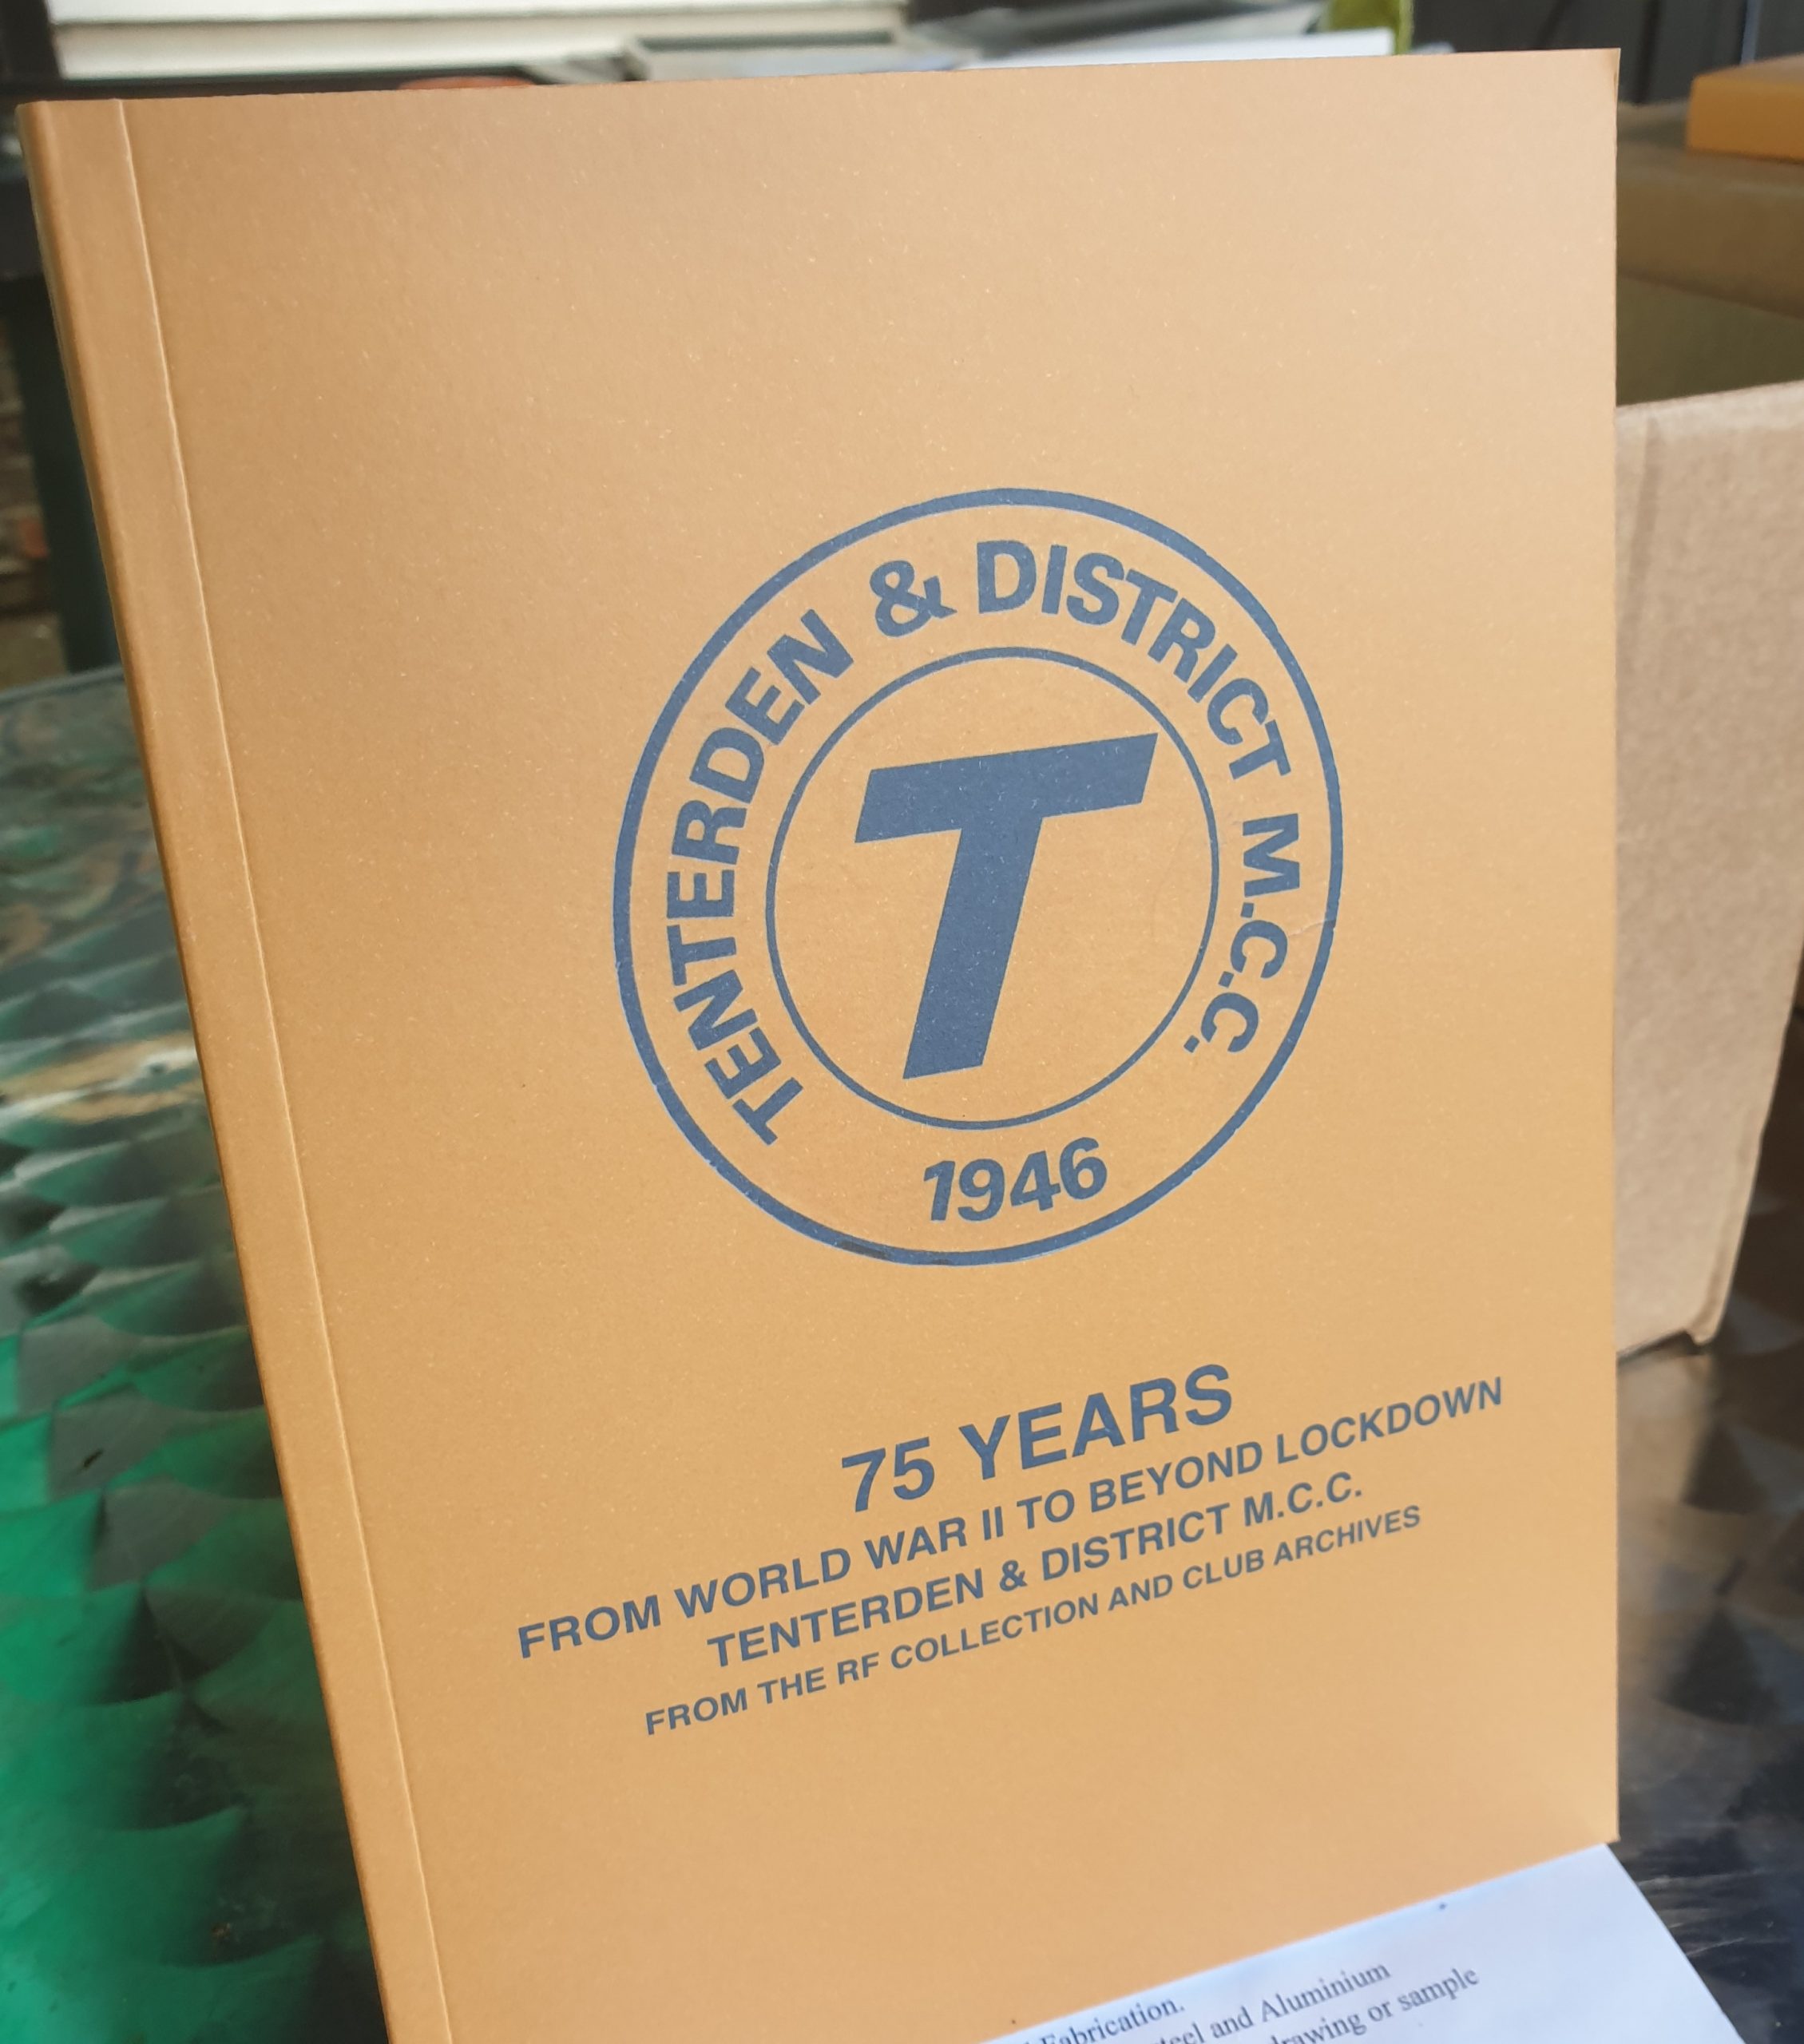 TENTERDEN & DISTRICT M.C.C.
T
1946
75 YEARS
FROM WORLD WAR II TO BEYOND LOCKDOWN
TENTERDEN & DISTRICT M.C.C.
FROM THE RF COLLECTION AND CLUB ARCHIVES
Fabrication.
and Aluminium
or sample